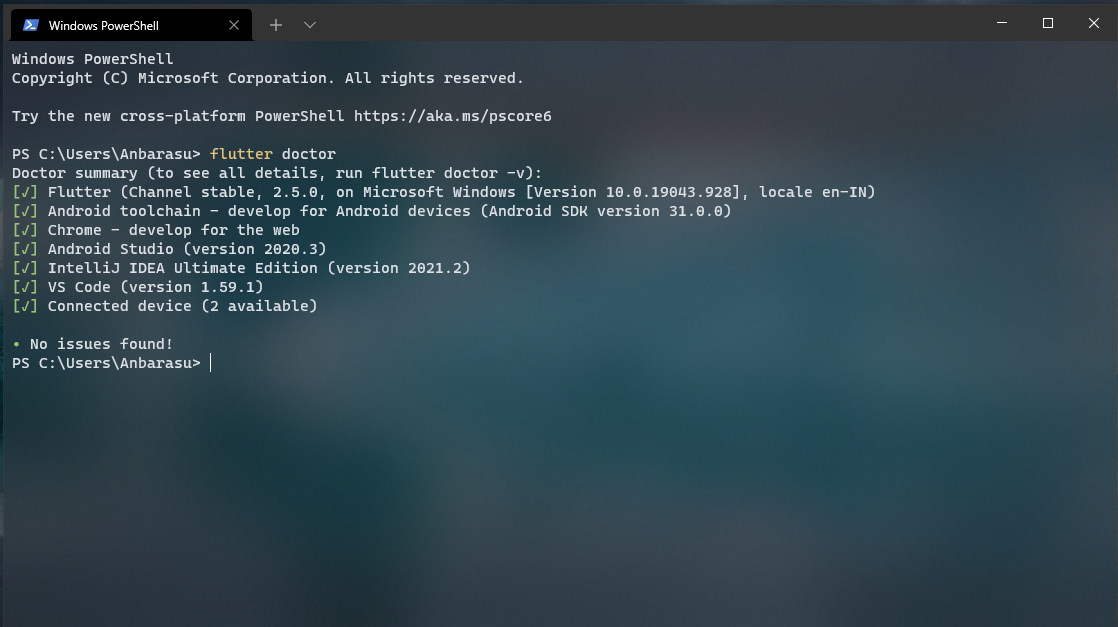 Windows PowerShell
Windows PowerShell
Copyright (C) Microsoft Corporation. All rights reserved.
Try the new cross-platform PowerShell https://aka.ms/pscore6
PS C:\Users\Anbarasu> flutter doctor
Doctor summary (to see all details, run flutter doctor -v):
[√] Flutter (Channel stable, 2.5.0, on Microsoft Windows [Version 10.0.19043.928], locale en-IN)
[√] Android toolchain - develop for Android devices (Android SDK version 31.0.0)
[√] Chrome - develop for the web
[√] Android Studio (version 2020.3)
[√] IntelliJ IDEA Ultimate Edition (version 2021.2)
[√] VS Code (version 1.59.1)
[√] Connected device (2 available)
• No issues found!
PS C:\Users\Anbarasu>